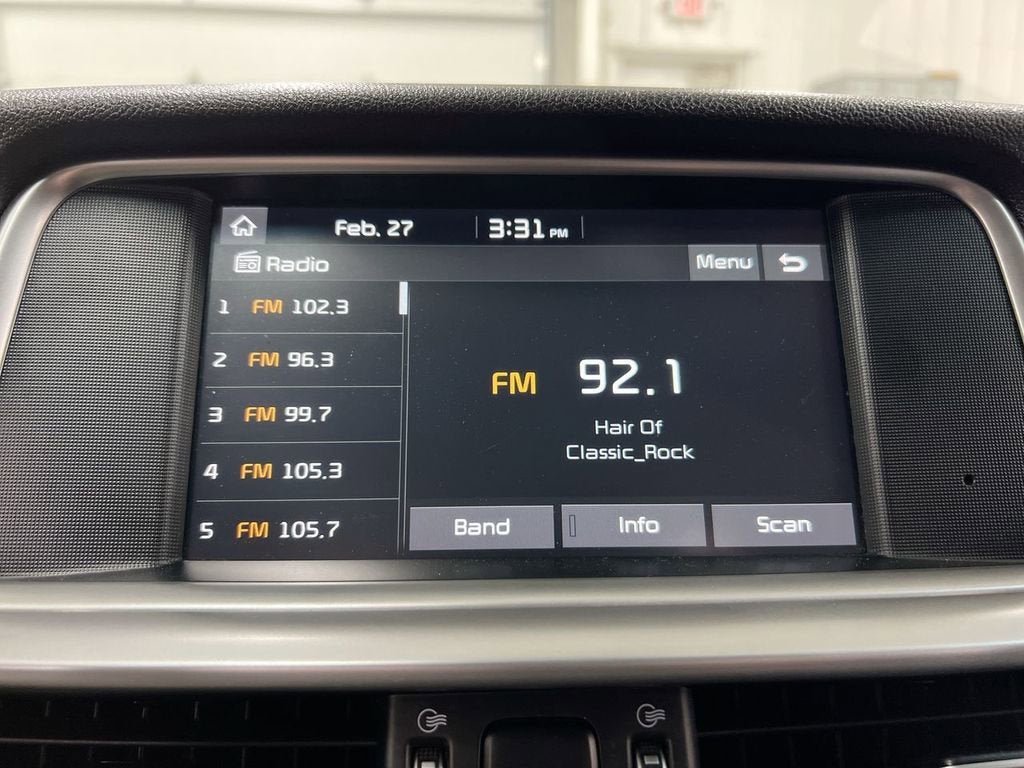 Feb. 27 3:31 PM
Radio Menu
1 FM 102.3
2 FM 96.3
3 FM 99.7
4 FM 105.3
5 FM 105.7
FM 92.1
Hair Of
Classic_Rock
Band Info Scan